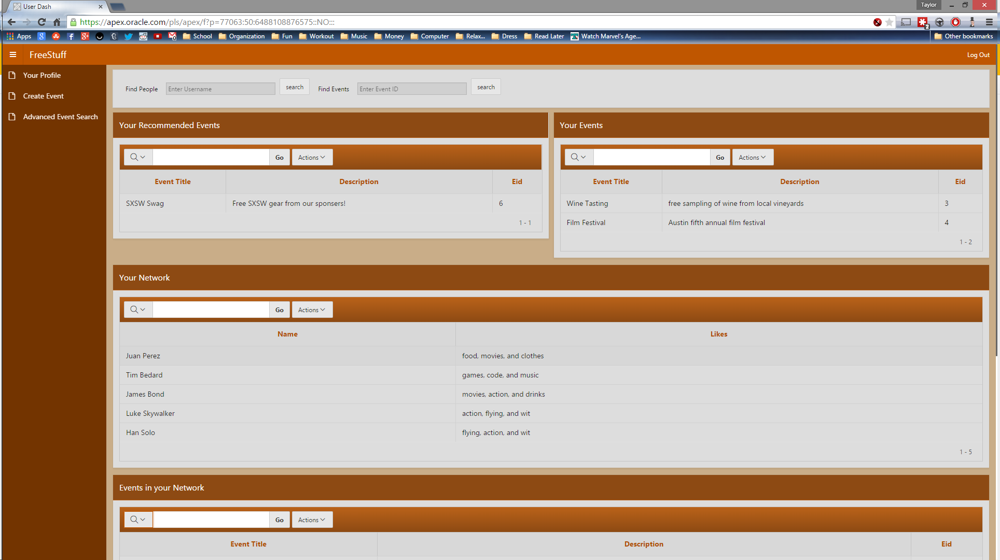 User Dash
Taylor
https://apex.oracle.com/pls/apex/f?p=77063:50:6488108876575::NO:::
2
Apps School Organization Fun Workout Music Money Computer Relax... Dress Read Later Watch Marvel's Age... Other bookmarks
FreeStuff
Log Out
Your Profile
Create Event
Advanced Event Search
Find People Enter Username search Find Events Enter Event ID search
Your Recommended Events
Go Actions
Event Title Description Eid
SXSW Swag Free SXSW gear from our sponsers! 6
1 - 1
Your Events
Go Actions
Event Title Description Eid
Wine Tasting free sampling of wine from local vineyards 3
Film Festival Austin fifth annual film festival 4
1 - 2
Your Network
Go Actions
Name Likes
Juan Perez food, movies, and clothes
Tim Bedard games, code, and music
James Bond movies, action, and drinks
Luke Skywalker action, flying, and wit
Han Solo flying, action, and wit
1 - 5
Events in your Network
Go Actions
Event Title Description Eid